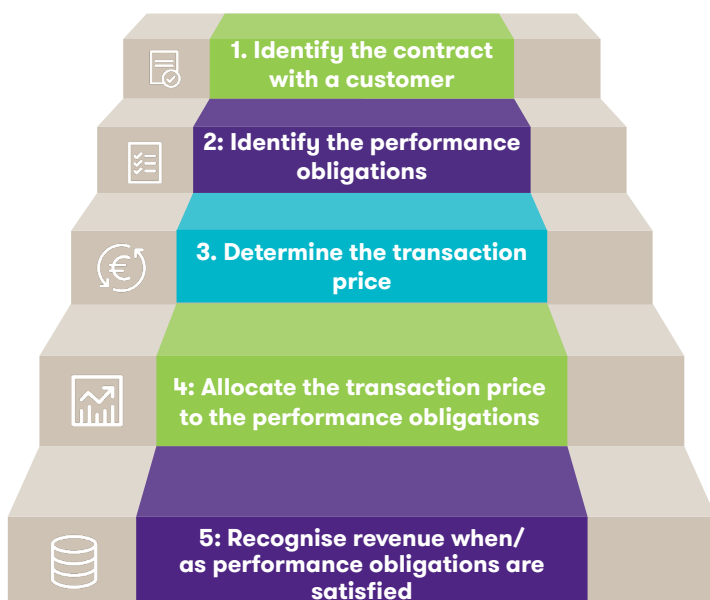 1. Identify the contract
with a customer
2: Identify the performance
obligations
3. Determine the transaction
price
4: Allocate the transaction price
to the performance obligations
5: Recognise revenue when/
as performance obligations are
satisfied